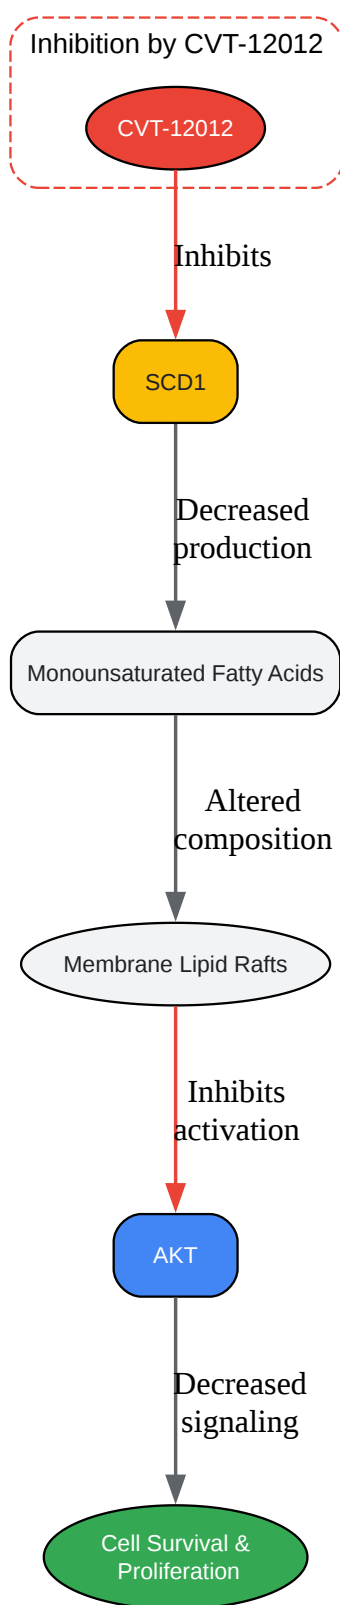 Inhibition by CVT-12012
CVT-12012
Inhibits
SCD1
Decreased
production
Monounsaturated Fatty Acids
Altered
composition
Membrane Lipid Rafts
Inhibits
activation
AKT
Decreased
signaling
Cell Survival &
Proliferation